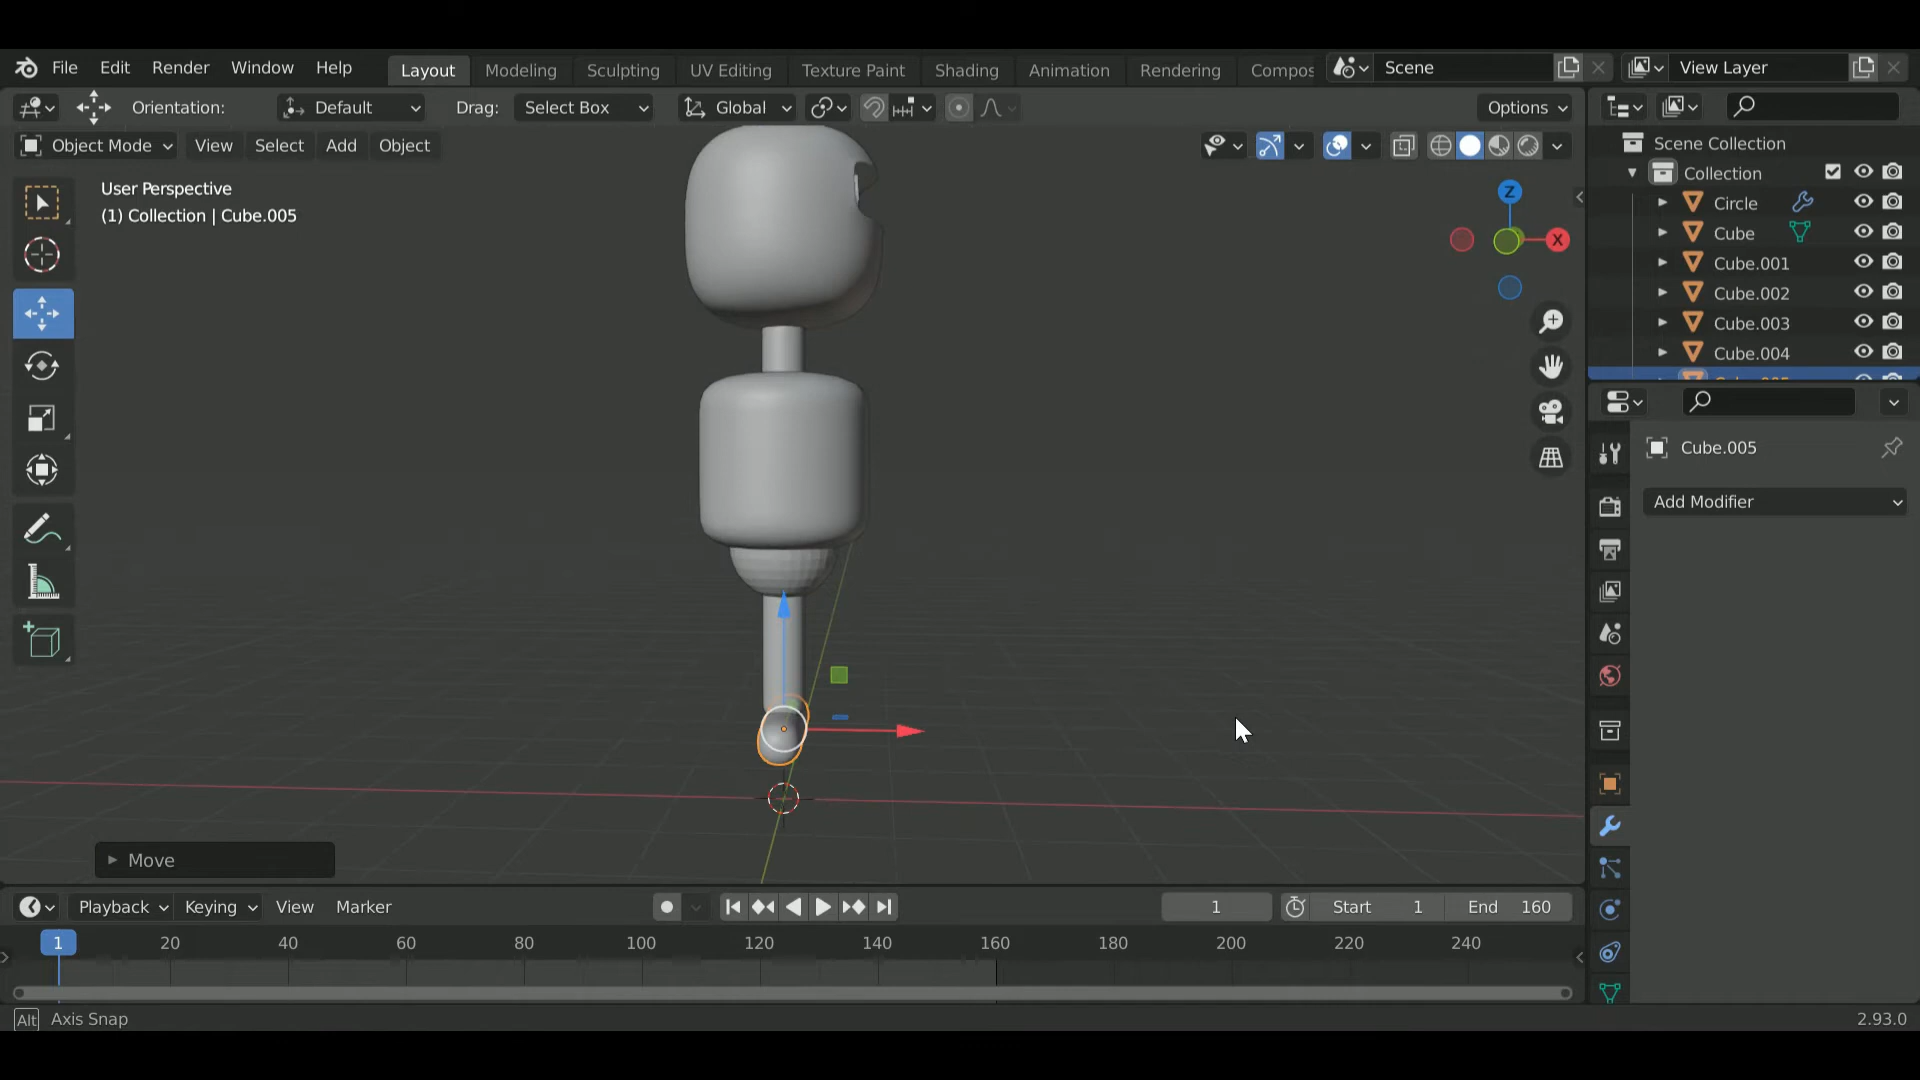 File Edit Render Window Help Layout Modeling Sculpting UV Editing Texture Paint Shading Animation Rendering Compos Scene View Layer
Orientation: Default Drag: Select Box Global Options
Object Mode View Select Add Object
User Perspective
(1) Collection | Cube.005
Z
X
Scene Collection
Collection
Circle
Cube
Cube.001
Cube.002
Cube.003
Cube.004
Cube.005
Add Modifier
Move
Playback Keying View Marker 1 Start 1 End 160
1 20 40 60 80 100 120 140 160 180 200 220 240
Alt Axis Snap 2.93.0